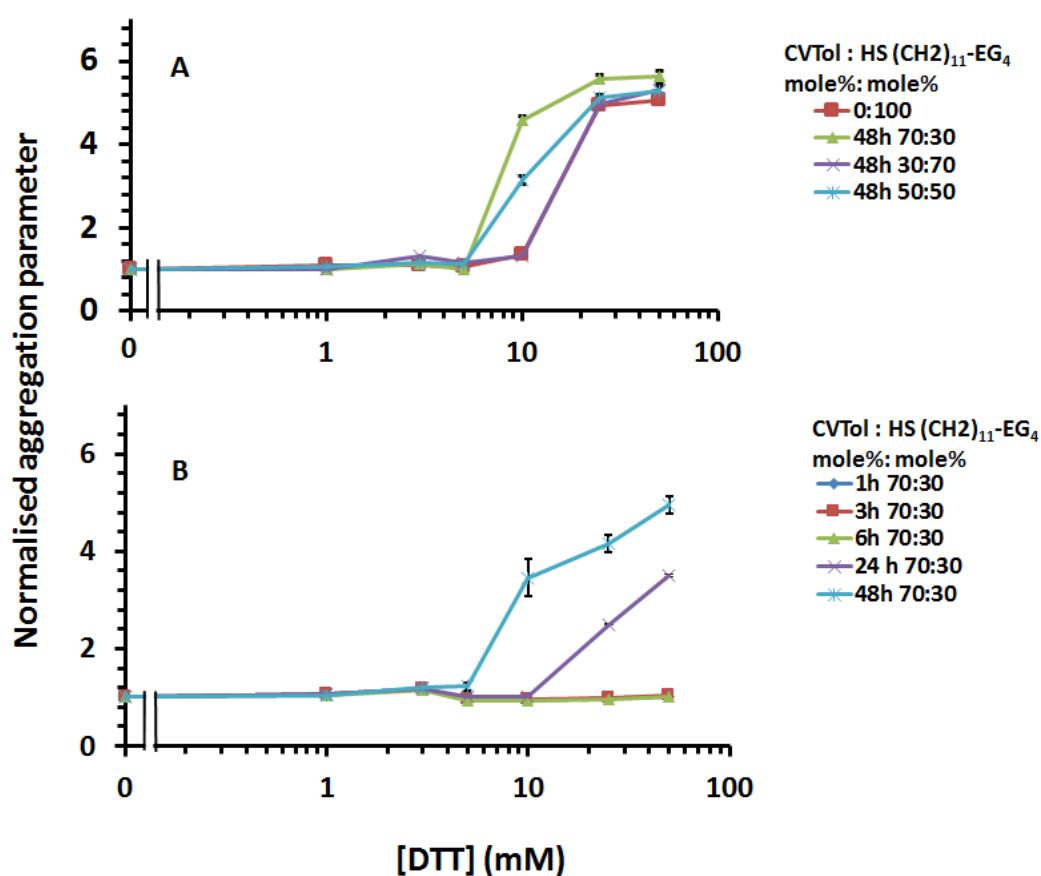 Normalised aggregation parameter
A
6
4
2
0
0 1 10 100
CVTol : HS (CH2)₁₁-EG₄
mole%: mole%
0:100
48h 70:30
48h 30:70
48h 50:50
B
6
4
2
0
0 1 10 100
CVTol : HS (CH2)₁₁-EG₄
mole%: mole%
1h 70:30
3h 70:30
6h 70:30
24 h 70:30
48h 70:30
[DTT] (mM)